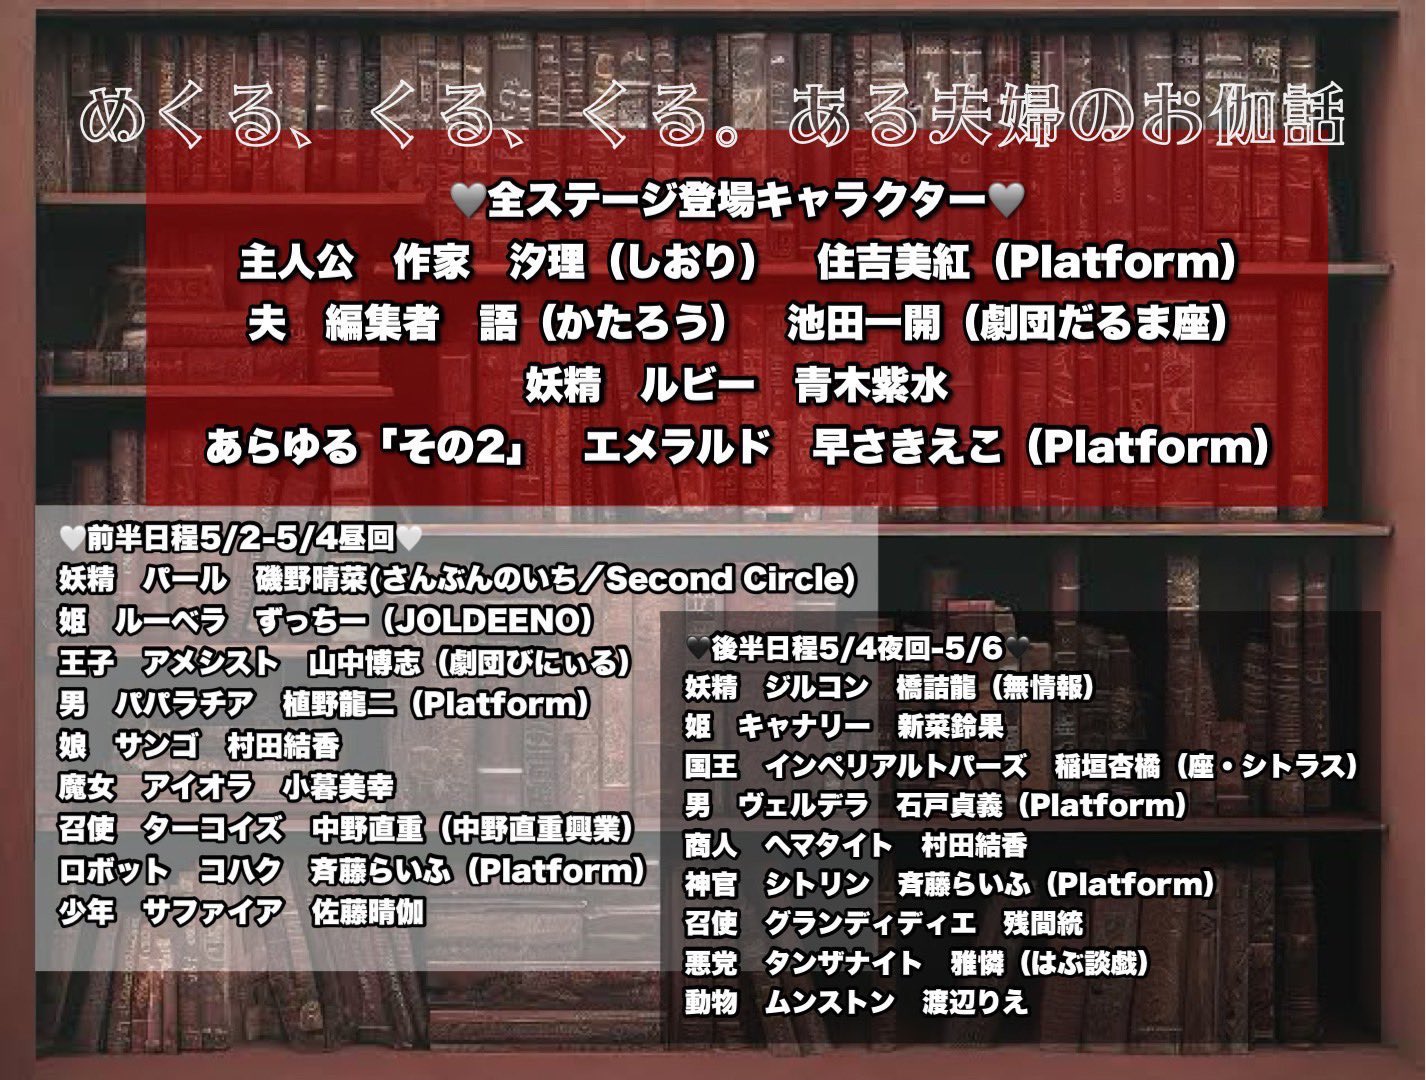 めくる、くる、くる。ある夫婦のお伽話
🩶全ステージ登場キャラクター🩶
主人公　作家　汐理（しおり）　住吉美紅（Platform）
夫　編集者　語（かたろう）　池田一開（劇団だるま座）
妖精　ルビー　青木紫水
あらゆる「その2」　エメラルド　早さきえこ（Platform）
🤍前半日程5/2-5/4昼回🤍
妖精　パール　磯野晴菜(さんぶんのいち／Second Circle)
姫　ルーベラ　ずっちー（JOLDEENO）
王子　アメシスト　山中博志（劇団びにぃる）
男　パパラチア　植野龍二（Platform）
娘　サンゴ　村田結香
魔女　アイオラ　小暮美幸
召使　ターコイズ　中野直重（中野直重興業）
ロボット　コハク　斉藤らいふ（Platform）
少年　サファイア　佐藤晴伽
🖤後半日程5/4夜回-5/6🖤
妖精　ジルコン　橋詰龍（無情報）
姫　キャナリー　新菜鈴果
国王　インペリアルトパーズ　稲垣杏橘（座・シトラス）
男　ヴェルデラ　石戸貞義（Platform）
商人　ヘマタイト　村田結香
神官　シトリン　斉藤らいふ（Platform）
召使　グランディディエ　残間統
悪党　タンザナイト　雅憐（はぶ談戯）
動物　ムンストン　渡辺りえ